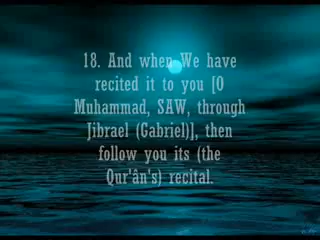 18. And when We have
recited it to you [O
Muhammad, SAW, through
Jibrael (Gabriel)], then
follow you its (the
Qur'ân's) recital.